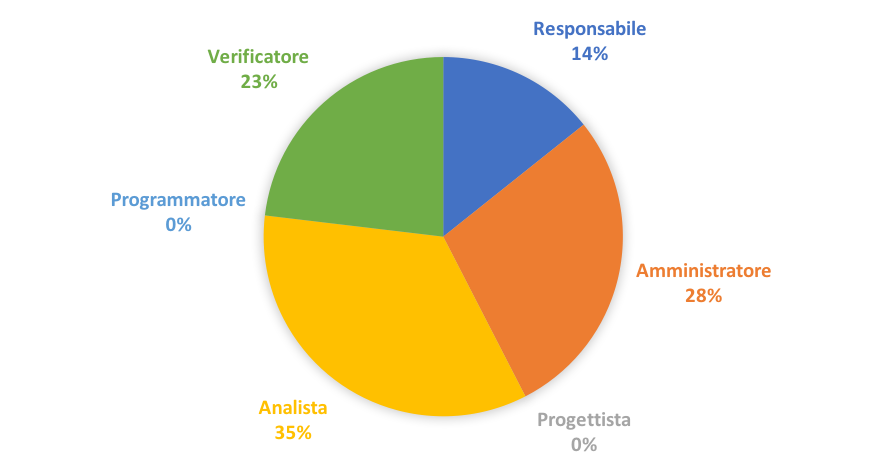 Responsabile
14%
Amministratore
28%
Progettista
0%
Analista
35%
Programmatore
0%
Verificatore
23%